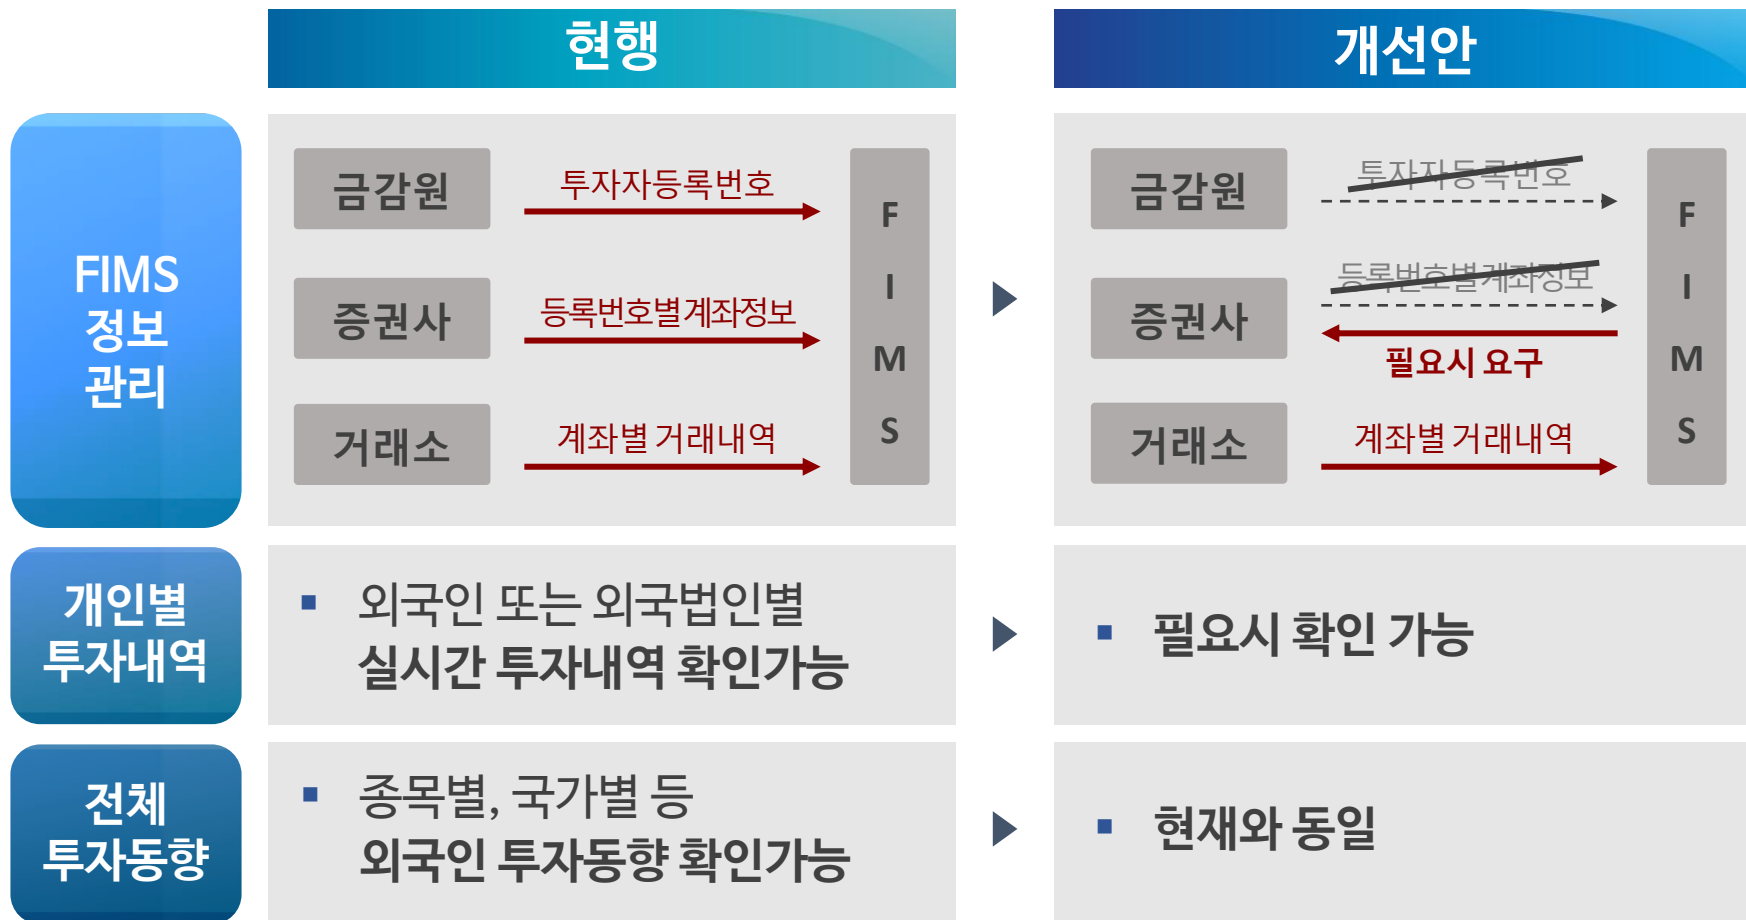 현행
개선안
FIMS
정보
관리
금감원
투자자등록번호
증권사
등록번호별계좌정보
거래소
계좌별 거래내역
F
I
M
S
금감원
투자자등록번호
증권사
등록번호별계좌정보
필요시 요구
거래소
계좌별 거래내역
F
I
M
S
개인별
투자내역
▪ 외국인 또는 외국법인별
실시간 투자내역 확인가능
▪ 필요시 확인 가능
전체
투자동향
▪ 종목별, 국가별 등
외국인 투자동향 확인가능
▪ 현재와 동일